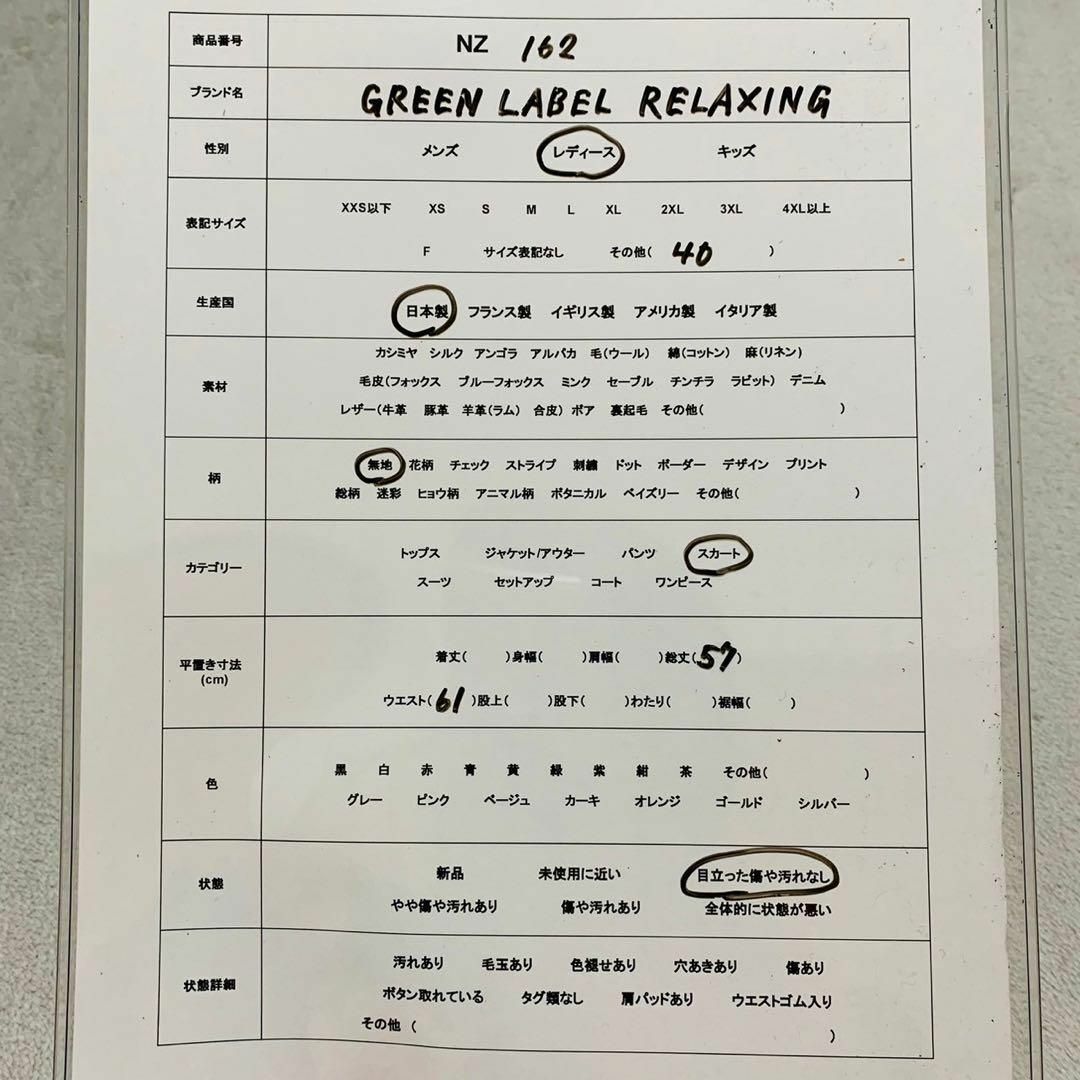 商品番号 NZ 162
ブランド名 GREEN LABEL RELAXING
性別 メンズ レディース キッズ
表記サイズ XXS以下 XS S M L XL 2XL 3XL 4XL以上
F サイズ表記なし その他( 40 )
生産国 日本製 フランス製 イギリス製 アメリカ製 イタリア製
素材 カシミヤ シルク アンゴラ アルパカ 毛(ウール) 綿(コットン) 麻(リネン)
毛皮(フォックス ブルーフォックス ミンク セーブル チンチラ ラビット) デニム
レザー(牛革 豚革 羊革(ラム) 合皮) ボア 裏起毛 その他( )
柄 無地 花柄 チェック ストライプ 刺繍 ドット ボーダー デザイン プリント
総柄 迷彩 ヒョウ柄 アニマル柄 ボタニカル ペイズリー その他( )
カテゴリー トップス ジャケット/アウター パンツ スカート
スーツ セットアップ コート ワンピース
平置き寸法 (cm) 着丈( )身幅( )肩幅( )総丈(57)
ウエスト(61)股上( )股下( )わたり( )裾幅( )
色 黒 白 赤 青 黄 緑 紫 紺 茶 その他( )
グレー ピンク ベージュ カーキ オレンジ ゴールド シルバー
状態 新品 未使用に近い 目立った傷や汚れなし
やや傷や汚れあり 傷や汚れあり 全体的に状態が悪い
状態詳細 汚れあり 毛玉あり 色褪せあり 穴あきあり 傷あり
ボタン取れている タグ類なし 肩パッドあり ウエストゴム入り
その他 ( )